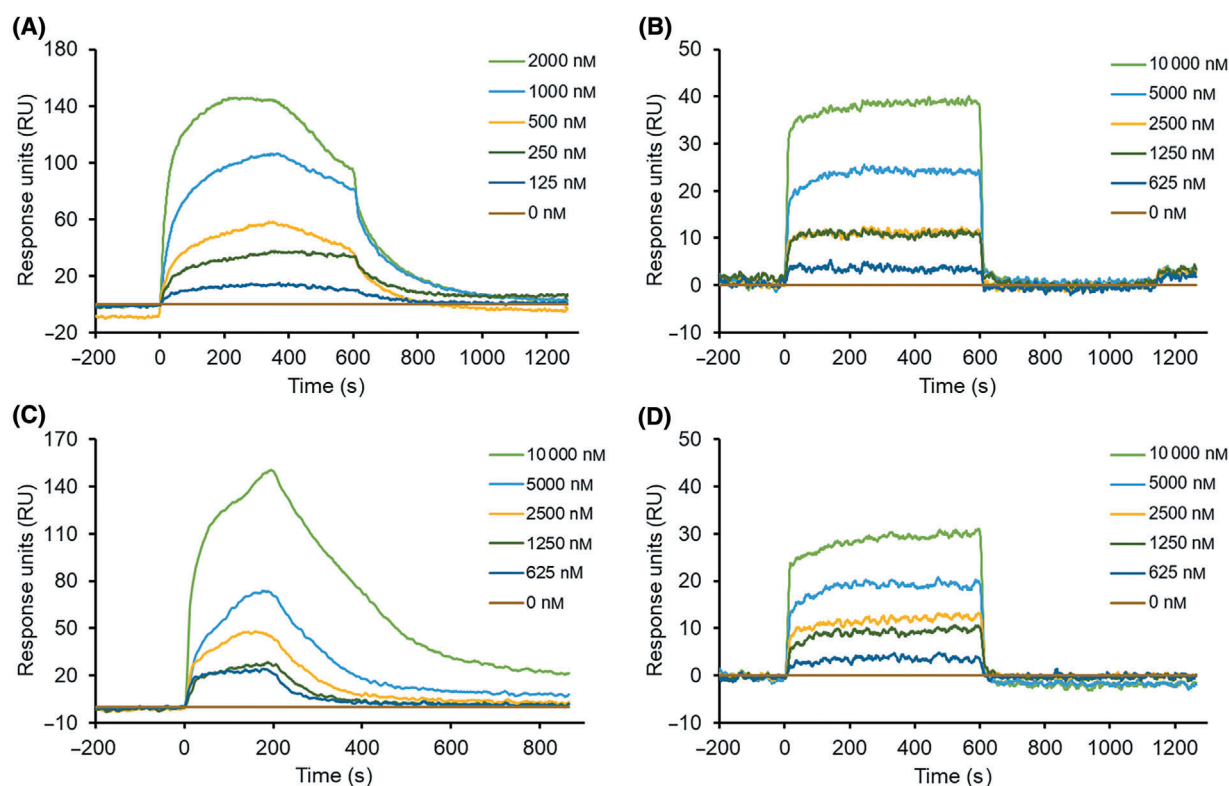 (A)
180
140
100
60
20
−20
Response units (RU)
−200 0 200 400 600 800 1000 1200
Time (s)
2000 nM
1000 nM
500 nM
250 nM
125 nM
0 nM
(B)
50
40
30
20
10
0
−10
Response units (RU)
−200 0 200 400 600 800 1000 1200
Time (s)
10 000 nM
5000 nM
2500 nM
1250 nM
625 nM
0 nM
(C)
170
140
110
80
50
20
−10
Response units (RU)
−200 0 200 400 600 800
Time (s)
10 000 nM
5000 nM
2500 nM
1250 nM
625 nM
0 nM
(D)
50
40
30
20
10
0
−10
Response units (RU)
−200 0 200 400 600 800 1000 1200
Time (s)
10 000 nM
5000 nM
2500 nM
1250 nM
625 nM
0 nM